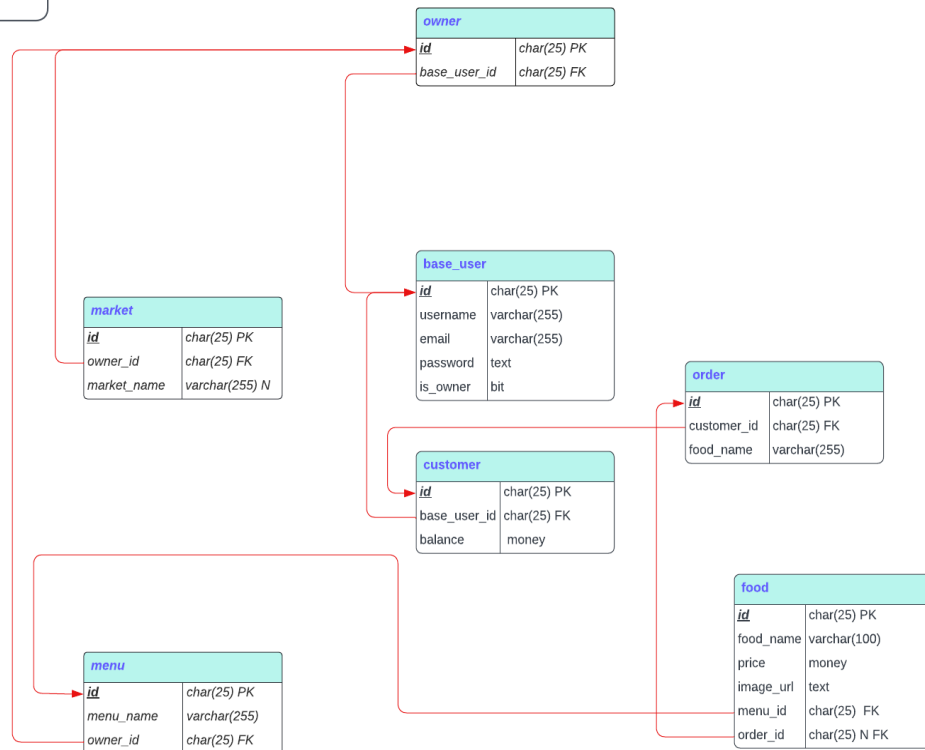 owner
id char(25) PK
base_user_id char(25) FK
base_user
id char(25) PK
username varchar(255)
email varchar(255)
password text
is_owner bit
market
id char(25) PK
owner_id char(25) FK
market_name varchar(255) N
order
id char(25) PK
customer_id char(25) FK
food_name varchar(255)
customer
id char(25) PK
base_user_id char(25) FK
balance money
food
id char(25) PK
food_name varchar(100)
price money
image_url text
menu_id char(25) FK
order_id char(25) N FK
menu
id char(25) PK
menu_name varchar(255)
owner_id char(25) FK